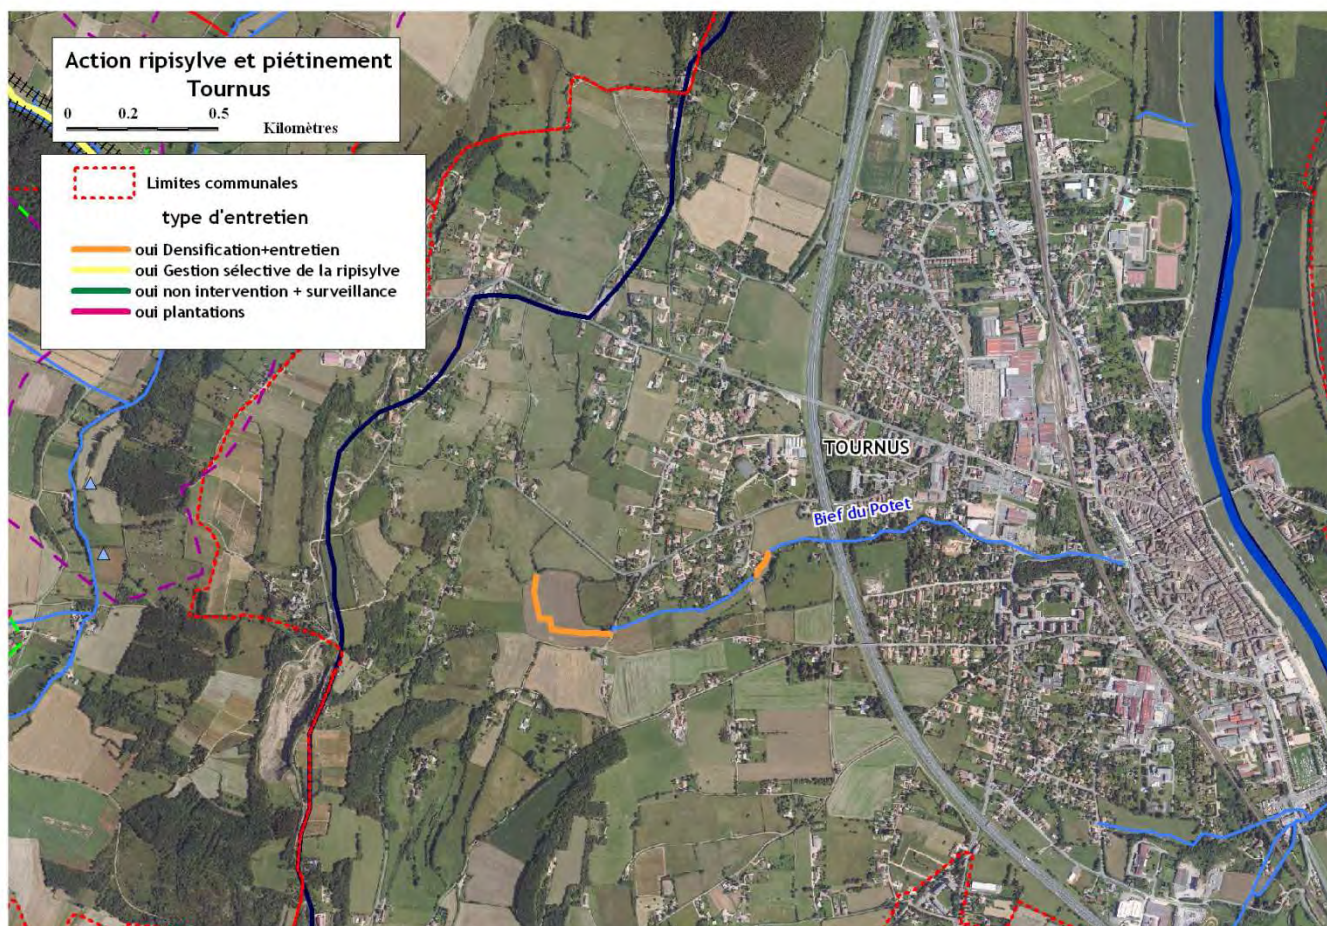 Action ripisylve et piétinement
Tournus
0 0.2 0.5
Kilomètres
Limites communales
type d'entretien
oui Densification+entretien
oui Gestion sélective de la ripisylve
oui non intervention + surveillance
oui plantations
TOURNUS
Bief du Potet